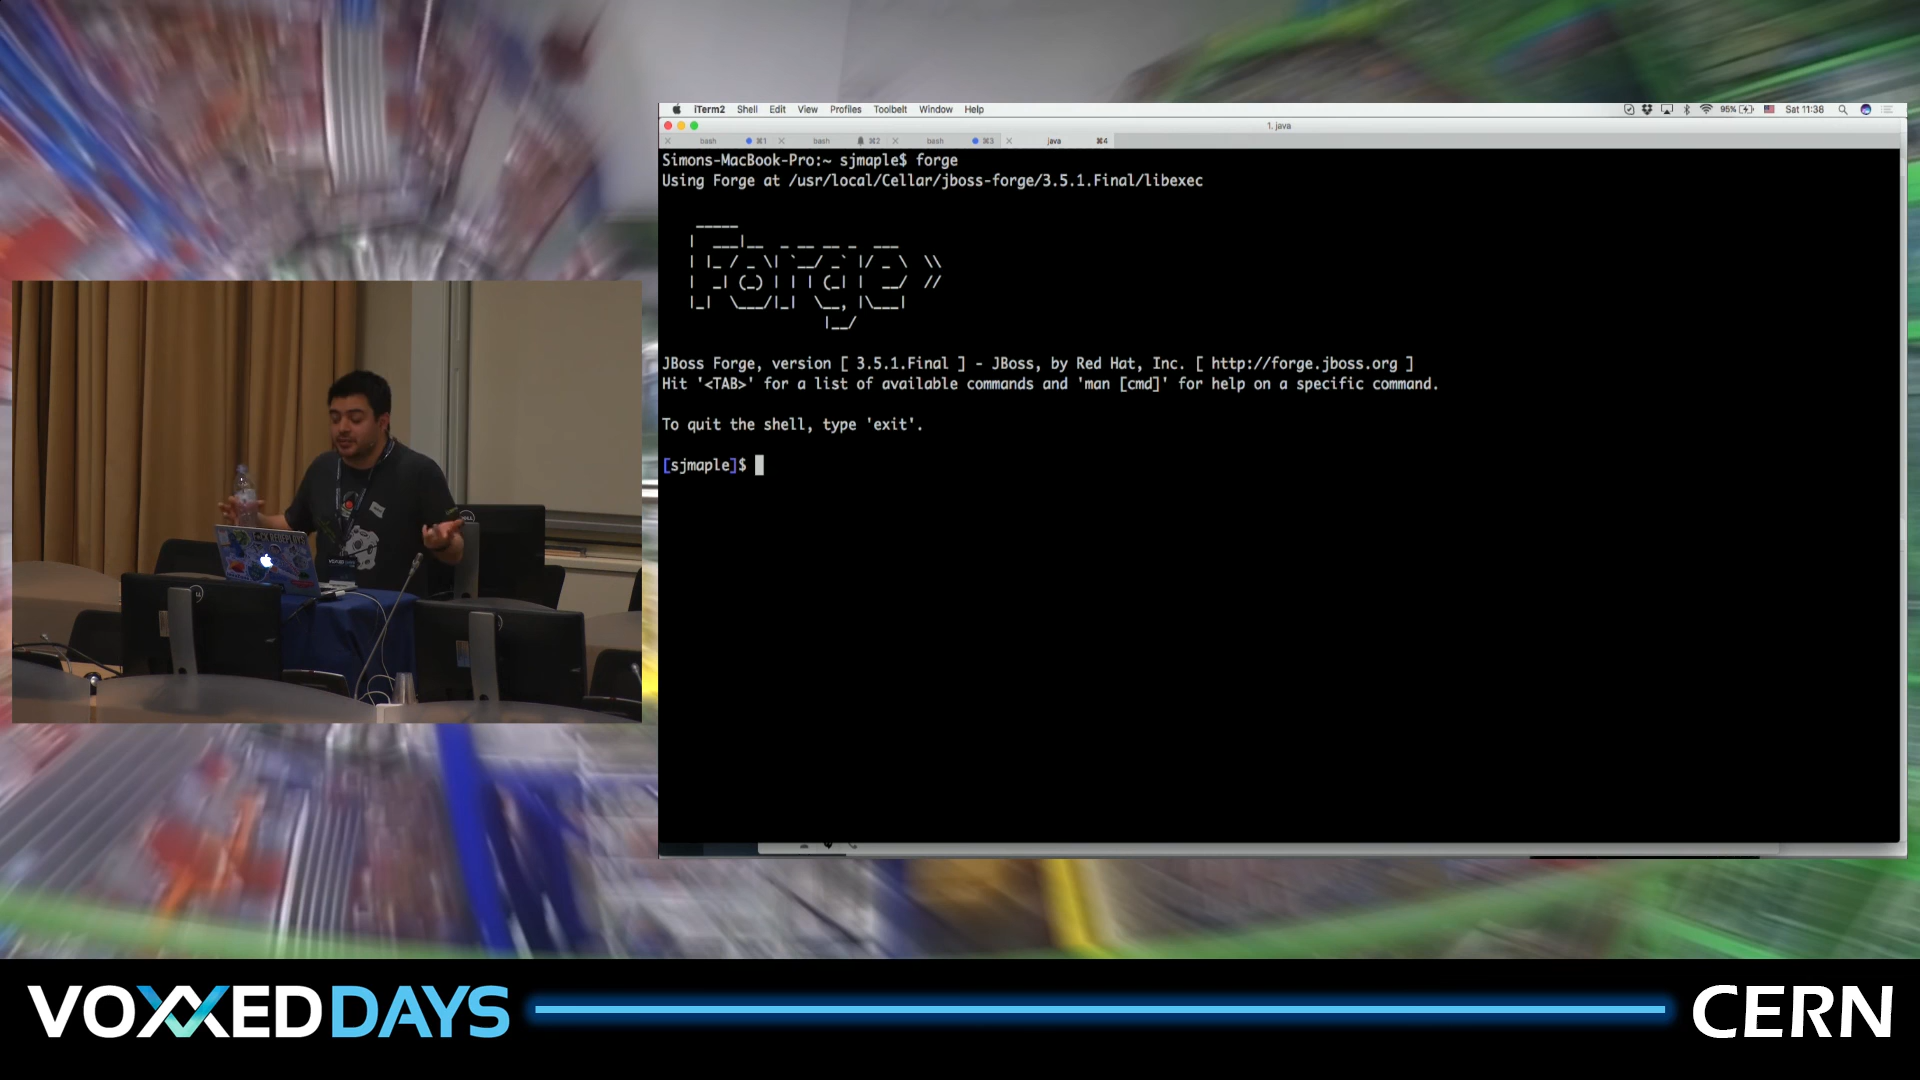 iTerm2 Shell Edit View Profiles Toolbelt Window Help 95% Sat 11:38
1. java
bash ⌘1 bash ⌘2 bash ⌘3 java ⌘4
Simons-MacBook-Pro:~ sjmaple$ forge
Using Forge at /usr/local/Cellar/jboss-forge/3.5.1.Final/libexec
Forge
JBoss Forge, version [ 3.5.1.Final ] - JBoss, by Red Hat, Inc. [ http://forge.jboss.org ]
Hit '<TAB>' for a list of available commands and 'man [cmd]' for help on a specific command.
To quit the shell, type 'exit'.
[sjmaple]$
VOXXEDDAYS CERN